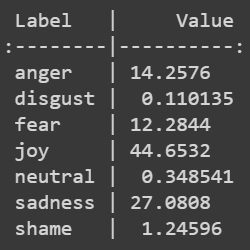 Label | Value
:--------|----------:
anger | 14.2576
disgust | 0.110135
fear | 12.2844
joy | 44.6532
neutral | 0.348541
sadness | 27.0808
shame | 1.24596